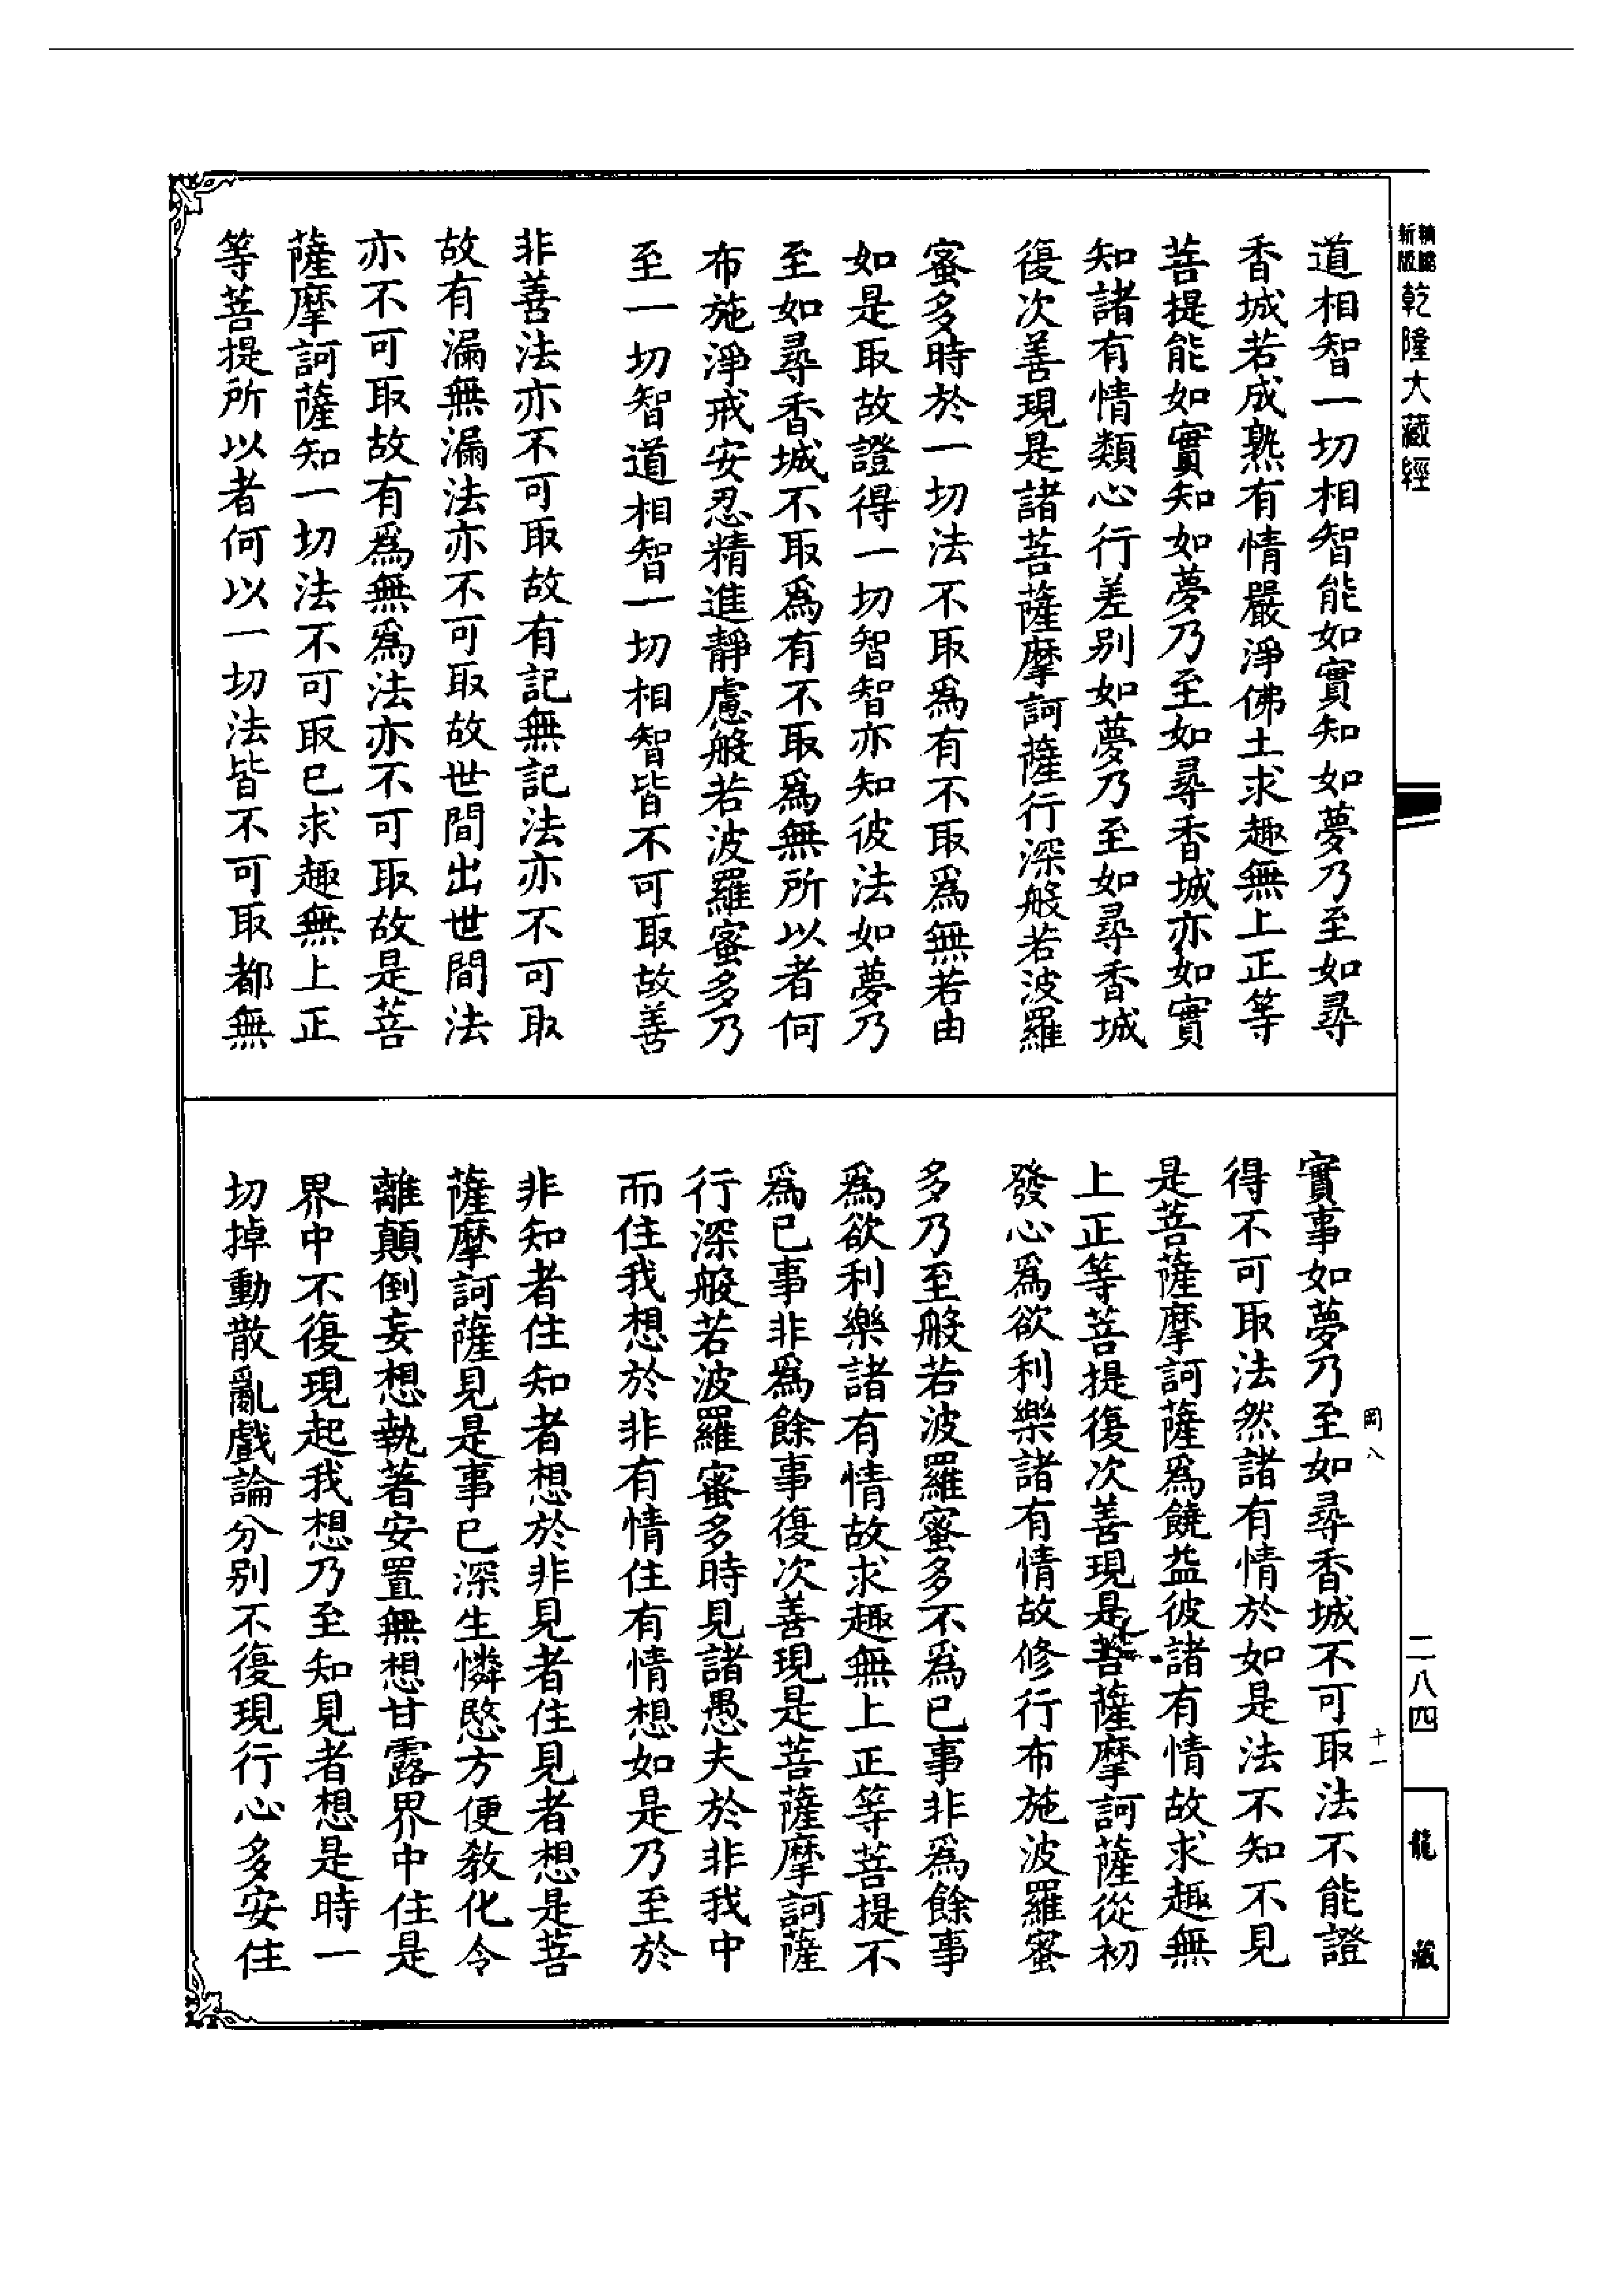 新版
乾隆大藏經
道相智一切相智能如實知如夢乃至如尋
香城若成熟有情嚴淨佛土求趣無上正等
菩提能如實知如夢乃至如尋香城亦如實
知諸有情類心行差别如夢乃至如尋香城
復次善現是諸菩薩摩訶薩行深般若波羅
蜜多時於一切法不取爲有不取爲無若由
如是取故證得一切智智亦知彼法如夢乃
至如尋香城不取爲有不取爲無所以者何
布施淨戒安忍精進靜慮般若波羅蜜多乃
至一切智道相智一切相智皆不可取故善
非善法亦不可取故有記無記法亦不可取
故有漏無漏法亦不可取故世間出世間法
亦不可取故有爲無爲法亦不可取故是菩
薩摩訶薩知一切法不可取已求趣無上正
等菩提所以者何以一切法皆不可取都無
實事如夢乃至如尋香城不可取法不能證
得不可取法然諸有情於如是法不知不見
是菩薩摩訶薩爲饒益彼諸有情故求趣無
上正等菩提復次善現是菩薩摩訶薩從初
發心爲欲利樂諸有情故修行布施波羅蜜
多乃至般若波羅蜜多不爲已事非爲餘事
爲欲利樂諸有情故求趣無上正等菩提不
爲已事非爲餘事復次善現是菩薩摩訶薩
行深般若波羅蜜多時見諸愚夫於非我中
而住我想於非有情住有情想如是乃至於
非知者住知者想於非見者住見者想是菩
薩摩訶薩見是事已深生憐愍方便教化令
離顛倒妄想執著安置無想甘露界中住是
界中不復現起我想乃至知見者想是時一
切掉動散亂戲論分别不復現行心多安住
岡八
十一
二八四
龍藏